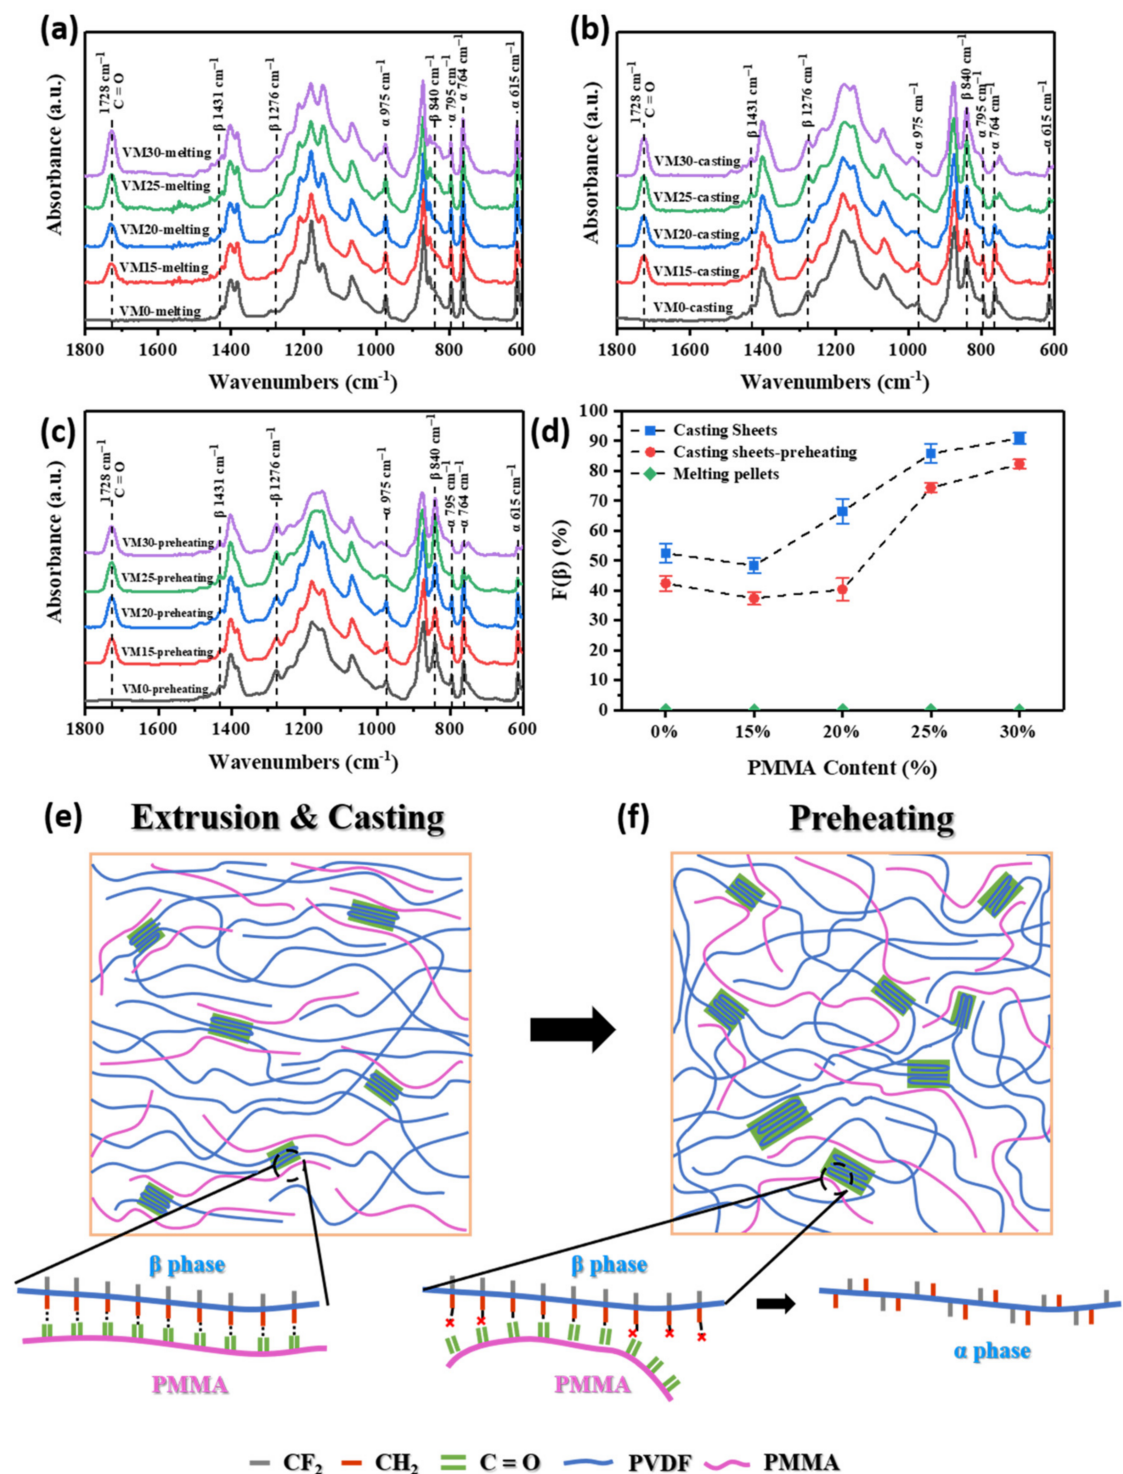 (a)
Absorbance (a.u.)
1728 cm⁻¹
C = O
β 1431 cm⁻¹
β 1276 cm⁻¹
α 975 cm⁻¹
β 840 cm⁻¹
α 795 cm⁻¹
α 764 cm⁻¹
α 615 cm⁻¹
VM30-melting
VM25-melting
VM20-melting
VM15-melting
VM0-melting
1800 1600 1400 1200 1000 800 600
Wavenumbers (cm⁻¹)
(b)
Absorbance (a.u.)
1728 cm⁻¹
C = O
β 1431 cm⁻¹
β 1276 cm⁻¹
α 975 cm⁻¹
β 840 cm⁻¹
α 795 cm⁻¹
α 764 cm⁻¹
α 615 cm⁻¹
VM30-casting
VM25-casting
VM20-casting
VM15-casting
VM0-casting
1800 1600 1400 1200 1000 800 600
Wavenumbers (cm⁻¹)
(c)
Absorbance (a.u.)
1728 cm⁻¹
C = O
β 1431 cm⁻¹
β 1276 cm⁻¹
α 975 cm⁻¹
β 840 cm⁻¹
α 795 cm⁻¹
α 764 cm⁻¹
α 615 cm⁻¹
VM30-preheating
VM25-preheating
VM20-preheating
VM15-preheating
VM0-preheating
1800 1600 1400 1200 1000 800 600
Wavenumbers (cm⁻¹)
(d)
F(β) (%)
100
90
80
70
60
50
40
30
20
10
0
Casting Sheets
Casting sheets-preheating
Melting pellets
0% 15% 20% 25% 30%
PMMA Content (%)
(e) Extrusion & Casting
(f) Preheating
β phase
PMMA
β phase
PMMA
α phase
CF₂ CH₂ C = O PVDF PMMA